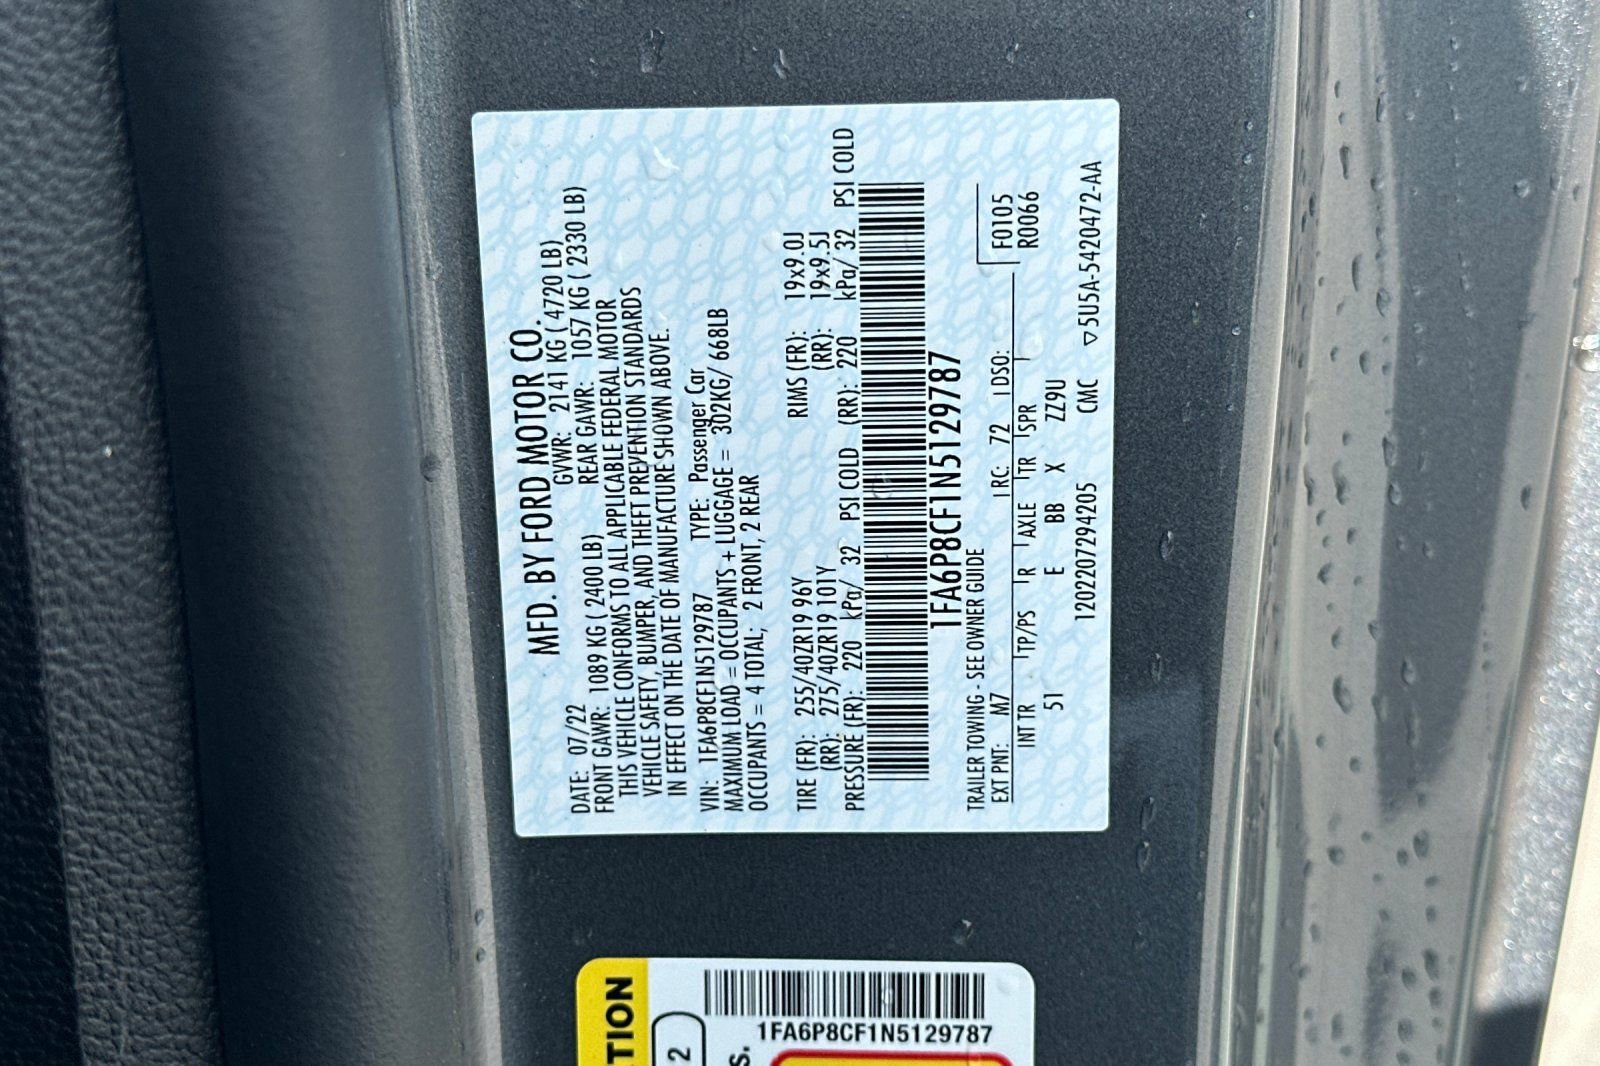 MFD. BY FORD MOTOR CO.
DATE: 07/22 GVWR: 2141 KG ( 4720 LB)
FRONT GAWR: 1089 KG ( 2400 LB) REAR GAWR: 1057 KG ( 2330 LB)
THIS VEHICLE CONFORMS TO ALL APPLICABLE FEDERAL MOTOR
VEHICLE SAFETY, BUMPER, AND THEFT PREVENTION STANDARDS
IN EFFECT ON THE DATE OF MANUFACTURE SHOWN ABOVE.
VIN: 1FA6P8CF1N5129787 TYPE: Passenger Car
MAXIMUM LOAD = OCCUPANTS + LUGGAGE = 302KG/ 668LB
OCCUPANTS = 4 TOTAL; 2 FRONT, 2 REAR
TIRE (FR): 255/40ZR19 96Y RIMS (FR): 19x9.0J
(RR): 275/40ZR19 101Y (RR): 19x9.5J
PRESSURE (FR): 220 kPa/ 32 PSI COLD (RR): 220 kPa/ 32 PSI COLD
1FA6P8CF1N5129787
TRAILER TOWING - SEE OWNER GUIDE
F0105
EXT PNT: M7 RC: 72 DSO: R0066
INT TR TP/PS R AXLE TR SPR
51 E BB X ZZ9U
1202207294205 CMC ▽5U5A-5420472-AA
TION
2
S.
1FA6P8CF1N5129787